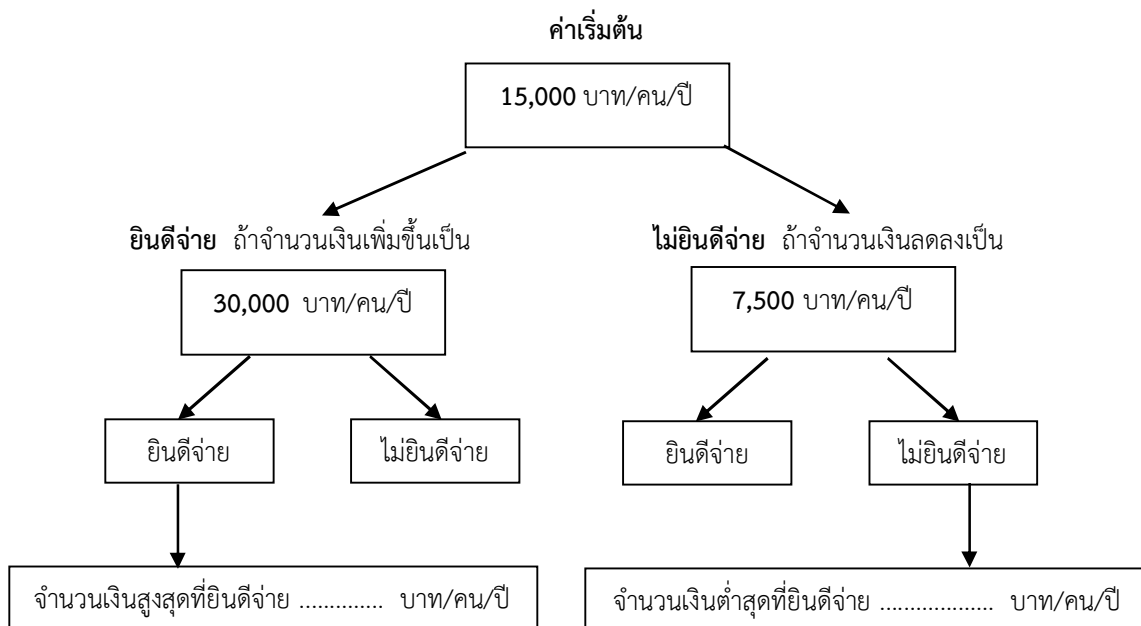 ค่าเริ่มต้น
15,000 บาท/คน/ปี
ยินดีจ่าย ถ้าจำนวนเงินเพิ่มขึ้นเป็น
ไม่ยินดีจ่าย ถ้าจำนวนเงินลดลงเป็น
30,000 บาท/คน/ปี
7,500 บาท/คน/ปี
ยินดีจ่าย
ไม่ยินดีจ่าย
ยินดีจ่าย
ไม่ยินดีจ่าย
จำนวนเงินสูงสุดที่ยินดีจ่าย .............. บาท/คน/ปี
จำนวนเงินต่ำสุดที่ยินดีจ่าย ................... บาท/คน/ปี